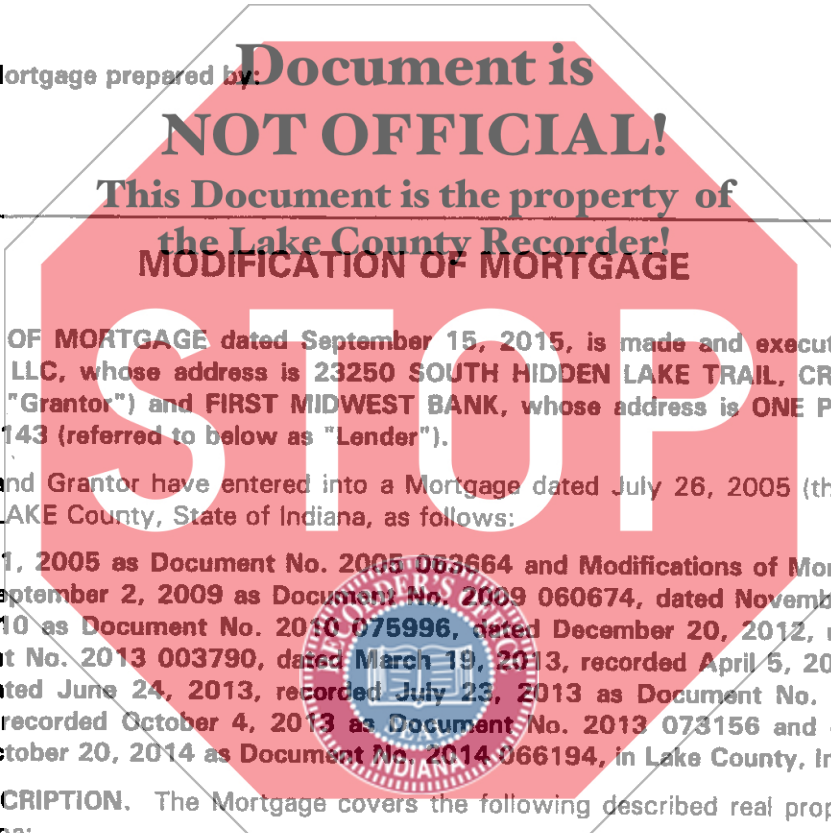 ortgage prepared by:
Document is
NOT OFFICIAL!
This Document is the property of
the Lake County Recorder!
MODIFICATION OF MORTGAGE
STOP
OF MORTGAGE dated September 15, 2015, is made and execut
LLC, whose address is 23250 SOUTH HIDDEN LAKE TRAIL, CR
"Grantor") and FIRST MIDWEST BANK, whose address is ONE P
143 (referred to below as "Lender").
and Grantor have entered into a Mortgage dated July 26, 2005 (th
LAKE County, State of Indiana, as follows:
1, 2005 as Document No. 2005 063664 and Modifications of Mor
eptember 2, 2009 as Document No. 2009 060674, dated Novemb
10 as Document No. 2010 075996, dated December 20, 2012, r
t No. 2013 003790, dated March 19, 2013, recorded April 5, 20
ted June 24, 2013, recorded July 23, 2013 as Document No.
recorded October 4, 2013 as Document No. 2013 073156 and
ctober 20, 2014 as Document No. 2014 066194, in Lake County, In
RECORDER'S
SEAL
INDIANA
CRIPTION. The Mortgage covers the following described real prop